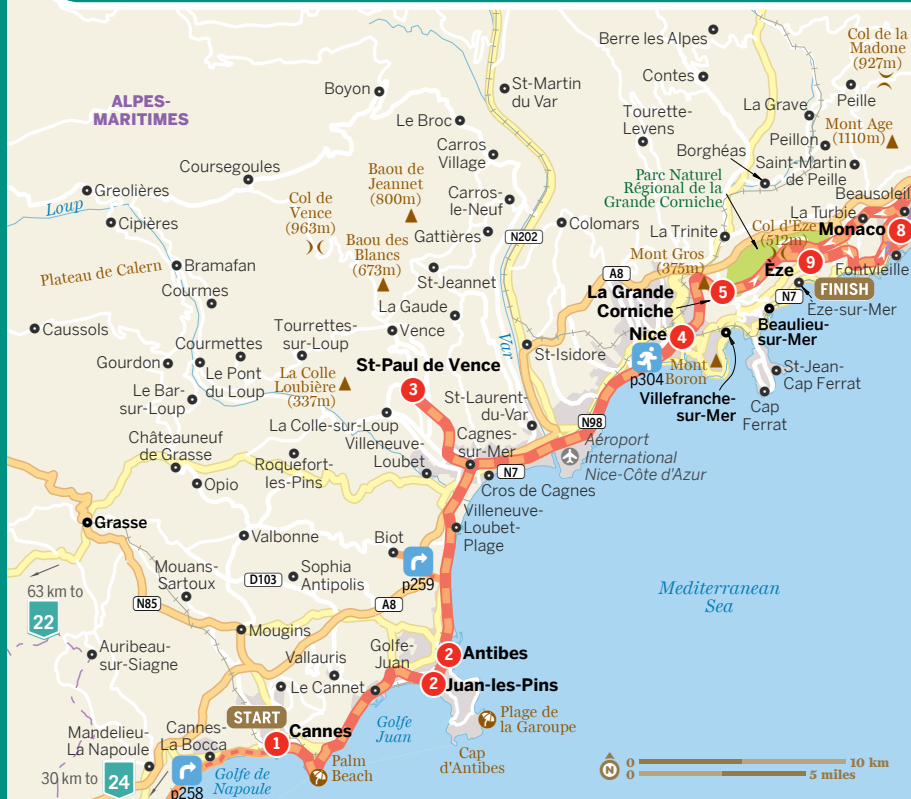 Berre les Alpes
Col de la
Madone
(927m)
Contes
Peille
Boyon
St-Martin
du Var
ALPES-
MARITIMES
Tourette-
Levens
La Grave
Le Broc
Peillon
Mont Age
(1110m)
Carros
Village
Borghéas
Saint-Martin
de Peille
Coursegoules
Baou de
Jeannet
(800m)
Parc Naturel
Régional de la
Grande Corniche
Greolières
Carros-
le-Neuf
Beausoleil
Loup
Col de
Vence
(963m)
Cipières
Colomars
La Turbie
Gattières
N202
La Trinite
Col d'Eze
(512m)
Monaco
8
Baou des
Blancs
(673m)
Mont Gros
(375m)
Plateau de Calern
Bramafan
A8
Èze
9
Fontvieille
St-Jeannet
FINISH
La Grande
Corniche
5
N7
Èze-sur-Mer
Courmes
La Gaude
Beaulieu-
sur-Mer
Caussols
Tourrettes-
sur-Loup
Vence
Var
Nice
4
Courmettes
St-Isidore
p304
Mont
Boron
Gourdon
Le Pont
du Loup
St-Paul de Vence
3
St-Jean-
Cap Ferrat
La Colle
Loubière
(337m)
Villefranche-
sur-Mer
Le Bar-
sur-Loup
St-Laurent-
du-Var
Cap
Ferrat
La Colle-sur-Loup
N98
Châteauneuf
de Grasse
Villeneuve-
Loubet
Cagnes-
sur-Mer
Aéroport
International
Nice-Côte d'Azur
Roquefort-
les-Pins
N7
Opio
Cros de Cagnes
Villeneuve-
Loubet-
Plage
Grasse
Valbonne
Biot
Mouans-
Sartoux
Sophia
Antipolis
D103
p259
Mediterranean
Sea
63 km to
22
N85
A8
Mougins
Auribeau-
sur-Siagne
Vallauris
Golfe-
Juan
2
Antibes
Le Cannet
2
Juan-les-Pins
START
Plage de
la Garoupe
Mandelieu-
La Napoule
Cannes-
La Bocca
1
Cannes
Golfe
Juan
Cap
d'Antibes
Palm
Beach
30 km to
24
p258
Golfe de
Napoule
N
0 10 km
0 5 miles